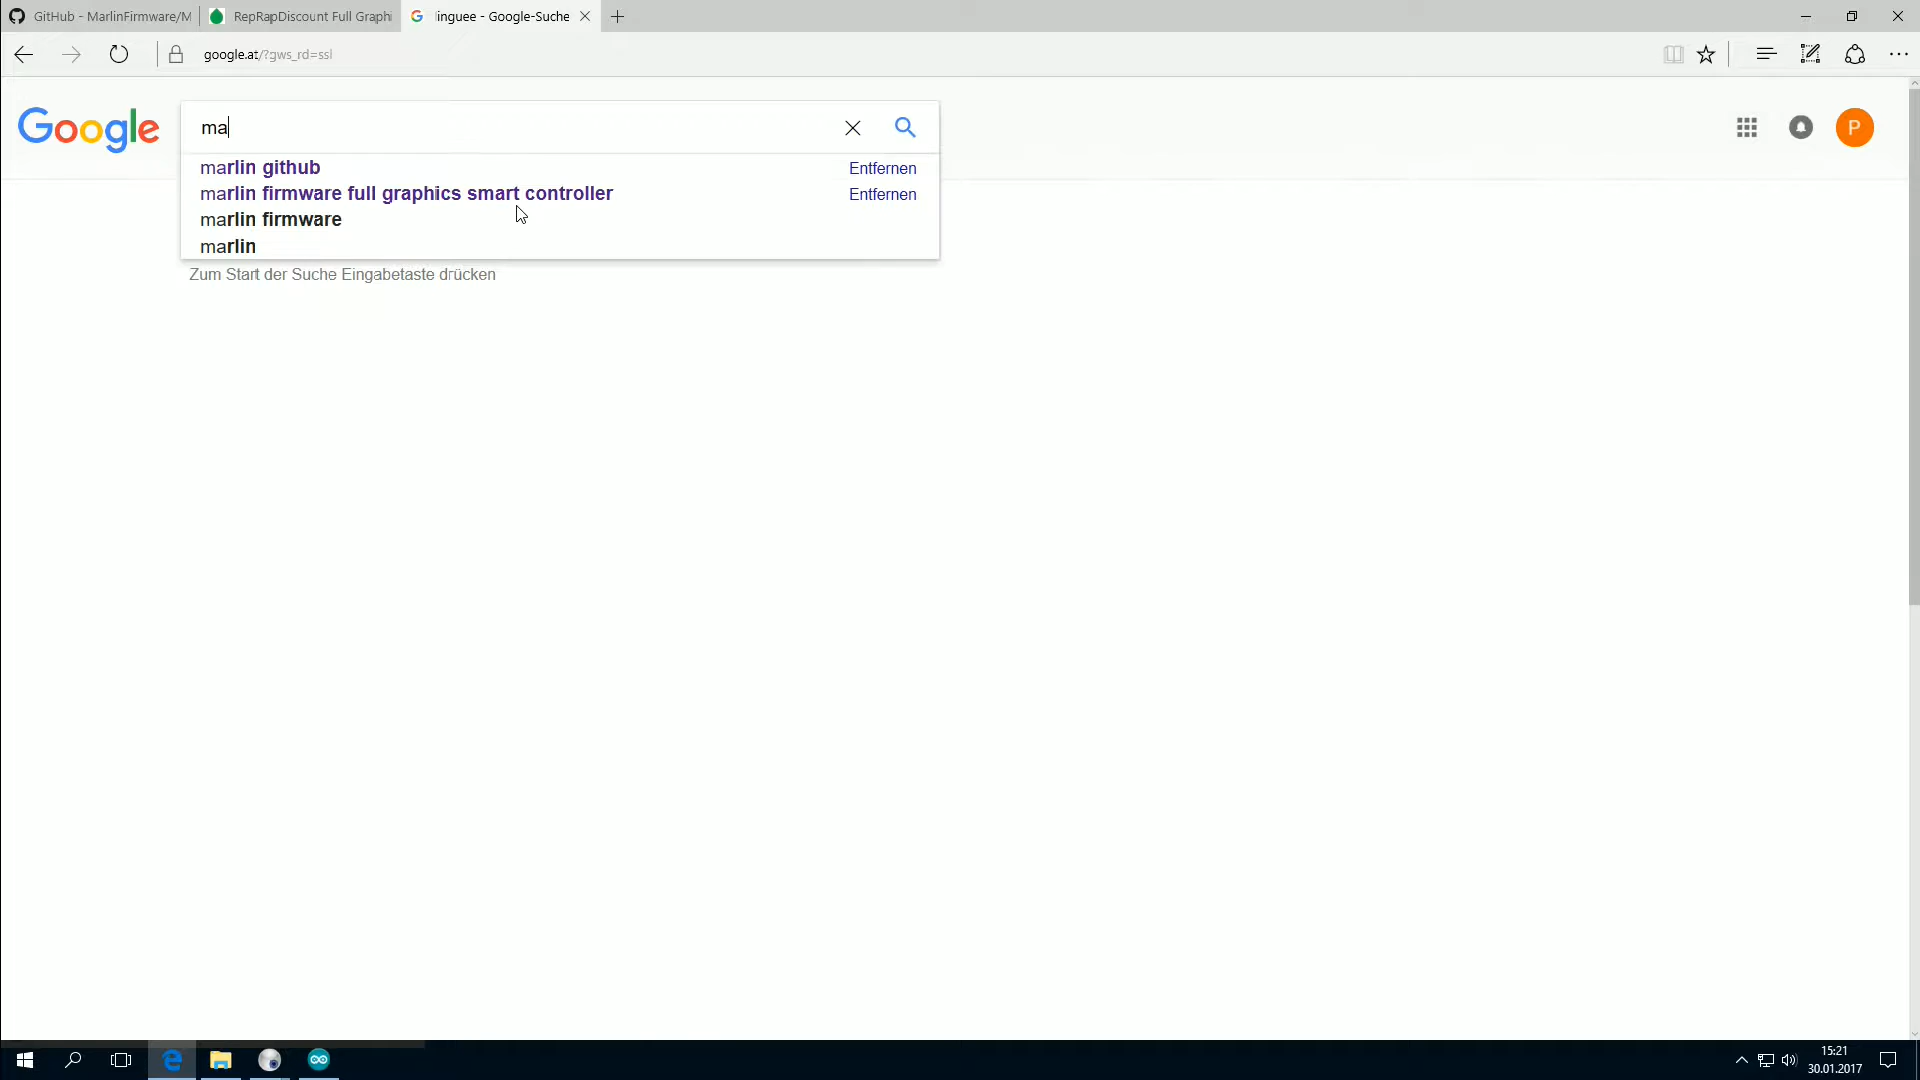 GitHub - MarlinFirmware/M
RepRapDiscount Full Graphi
linguee - Google-Suche
google.at/?gws_rd=ssl
Google
ma
P
marlin github
Entfernen
marlin firmware full graphics smart controller
Entfernen
marlin firmware
marlin
Zum Start der Suche Eingabetaste drücken
15:21
30.01.2017